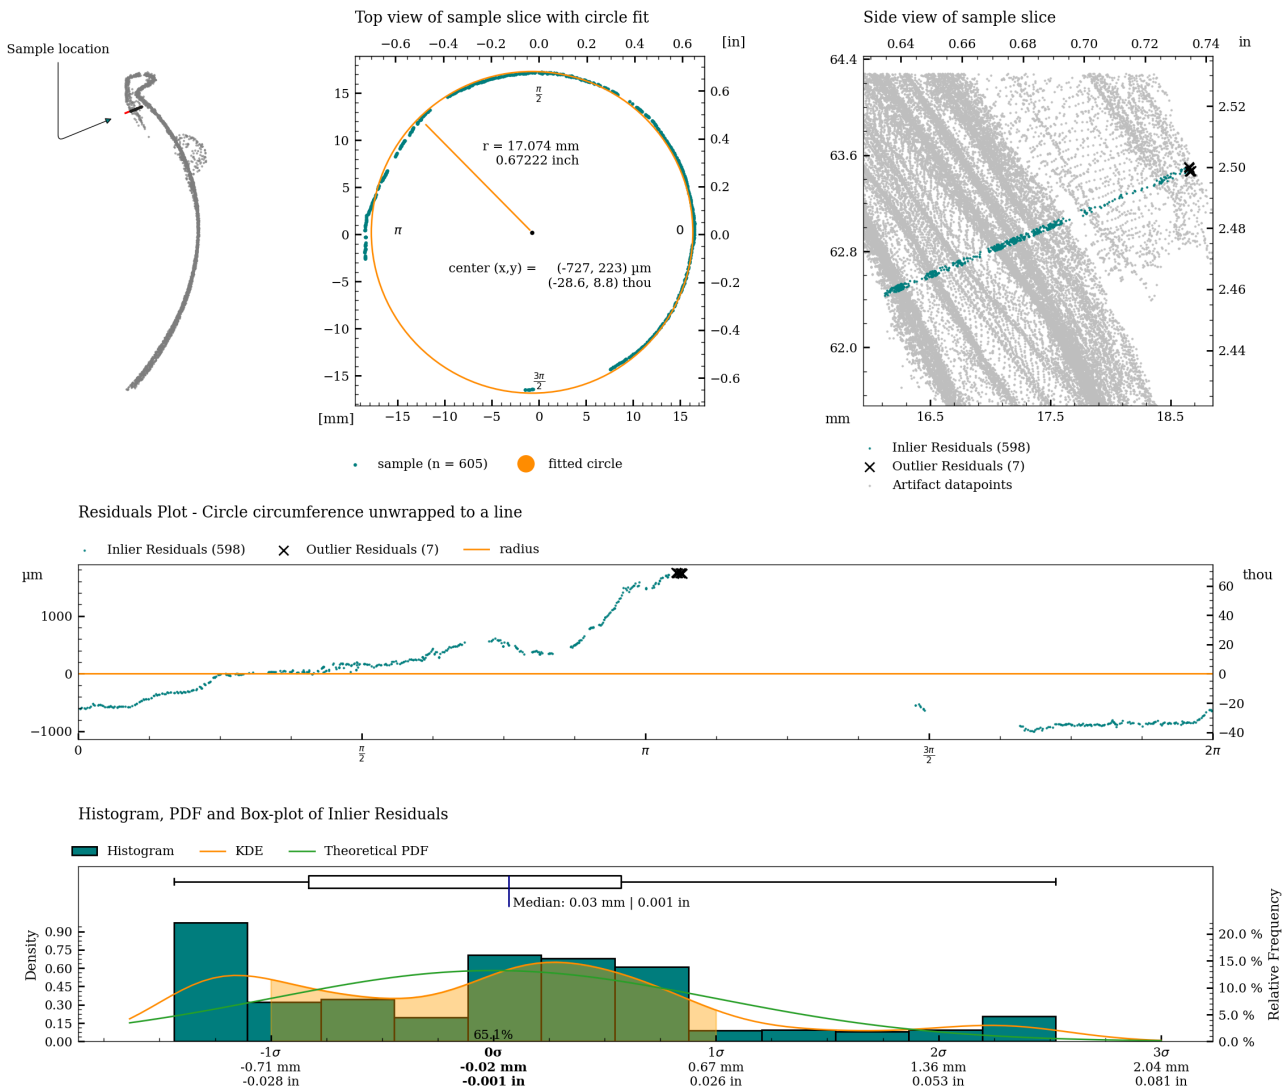 Sample location
Top view of sample slice with circle fit
−0.6 −0.4 −0.2 0.0 0.2 0.4 0.6 [in]
15
10
5
0
−5
−10
−15
0.6
0.4
0.2
0.0
−0.2
−0.4
−0.6
π/2
r = 17.074 mm
0.67222 inch
π
0
center (x,y) = (-727, 223) µm
(-28.6, 8.8) thou
3π/2
[mm] −15 −10 −5 0 5 10 15
sample (n = 605) fitted circle
Side view of sample slice
0.64 0.66 0.68 0.70 0.72 0.74 in
64.4
63.6
62.8
62.0
2.52
2.50
2.48
2.46
2.44
mm 16.5 17.5 18.5
Inlier Residuals (598)
Outlier Residuals (7)
Artifact datapoints
Residuals Plot - Circle circumference unwrapped to a line
Inlier Residuals (598) Outlier Residuals (7) radius
µm
1000
0
−1000
thou
60
40
20
0
−20
−40
0 π/2 π 3π/2 2π
Histogram, PDF and Box-plot of Inlier Residuals
Histogram KDE Theoretical PDF
Median: 0.03 mm | 0.001 in
Density
0.90
0.75
0.60
0.45
0.30
0.15
0.00
Relative Frequency
20.0 %
15.0 %
10.0 %
5.0 %
0.0 %
65.1%
-1σ 0σ 1σ 2σ 3σ
-0.71 mm -0.02 mm 0.67 mm 1.36 mm 2.04 mm
-0.028 in -0.001 in 0.026 in 0.053 in 0.081 in